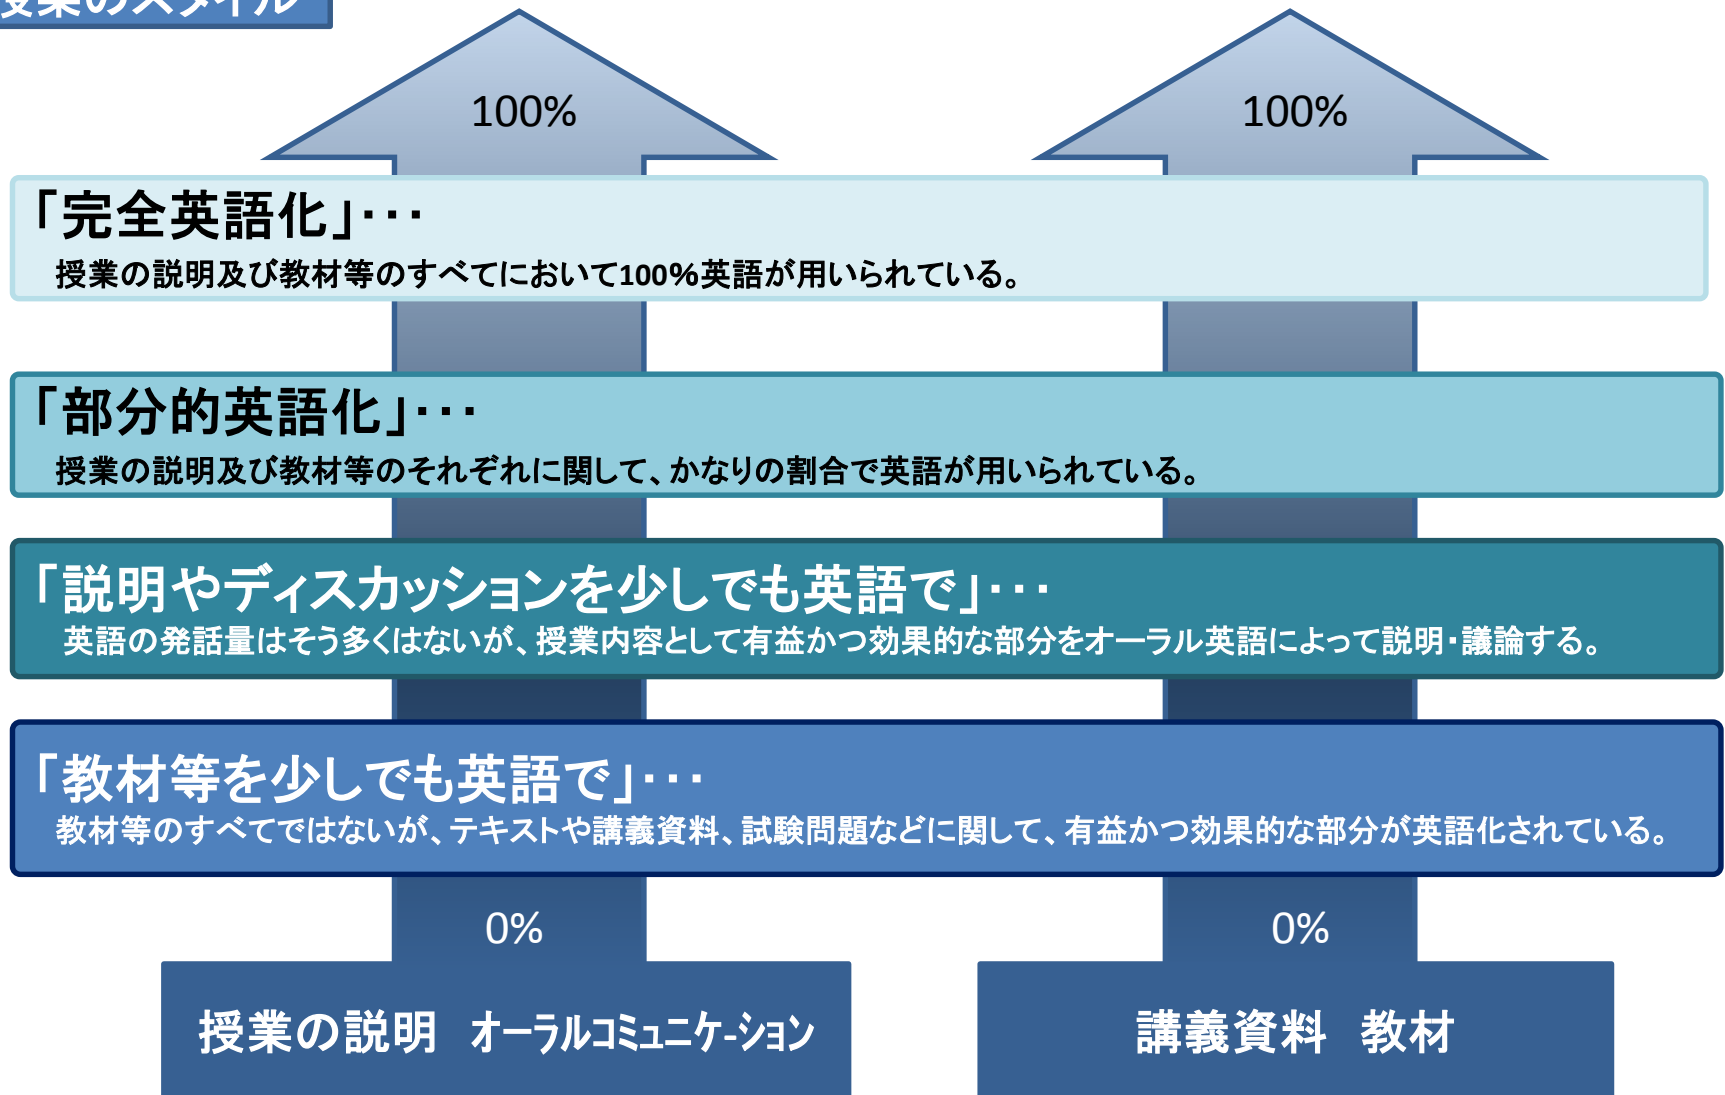 授業のスタイル
100%
100%
「完全英語化」･･･
授業の説明及び教材等のすべてにおいて100％英語が用いられている。
「部分的英語化」･･･
授業の説明及び教材等のそれぞれに関して、かなりの割合で英語が用いられている。
「説明やディスカッションを少しでも英語で」･･･
英語の発話量はそう多くはないが、授業内容として有益かつ効果的な部分をオーラル英語によって説明・議論する。
「教材等を少しでも英語で」･･･
教材等のすべてではないが、テキストや講義資料、試験問題などに関して、有益かつ効果的な部分が英語化されている。
0%
0%
授業の説明　オーラルコミュニケｰション
講義資料　教材